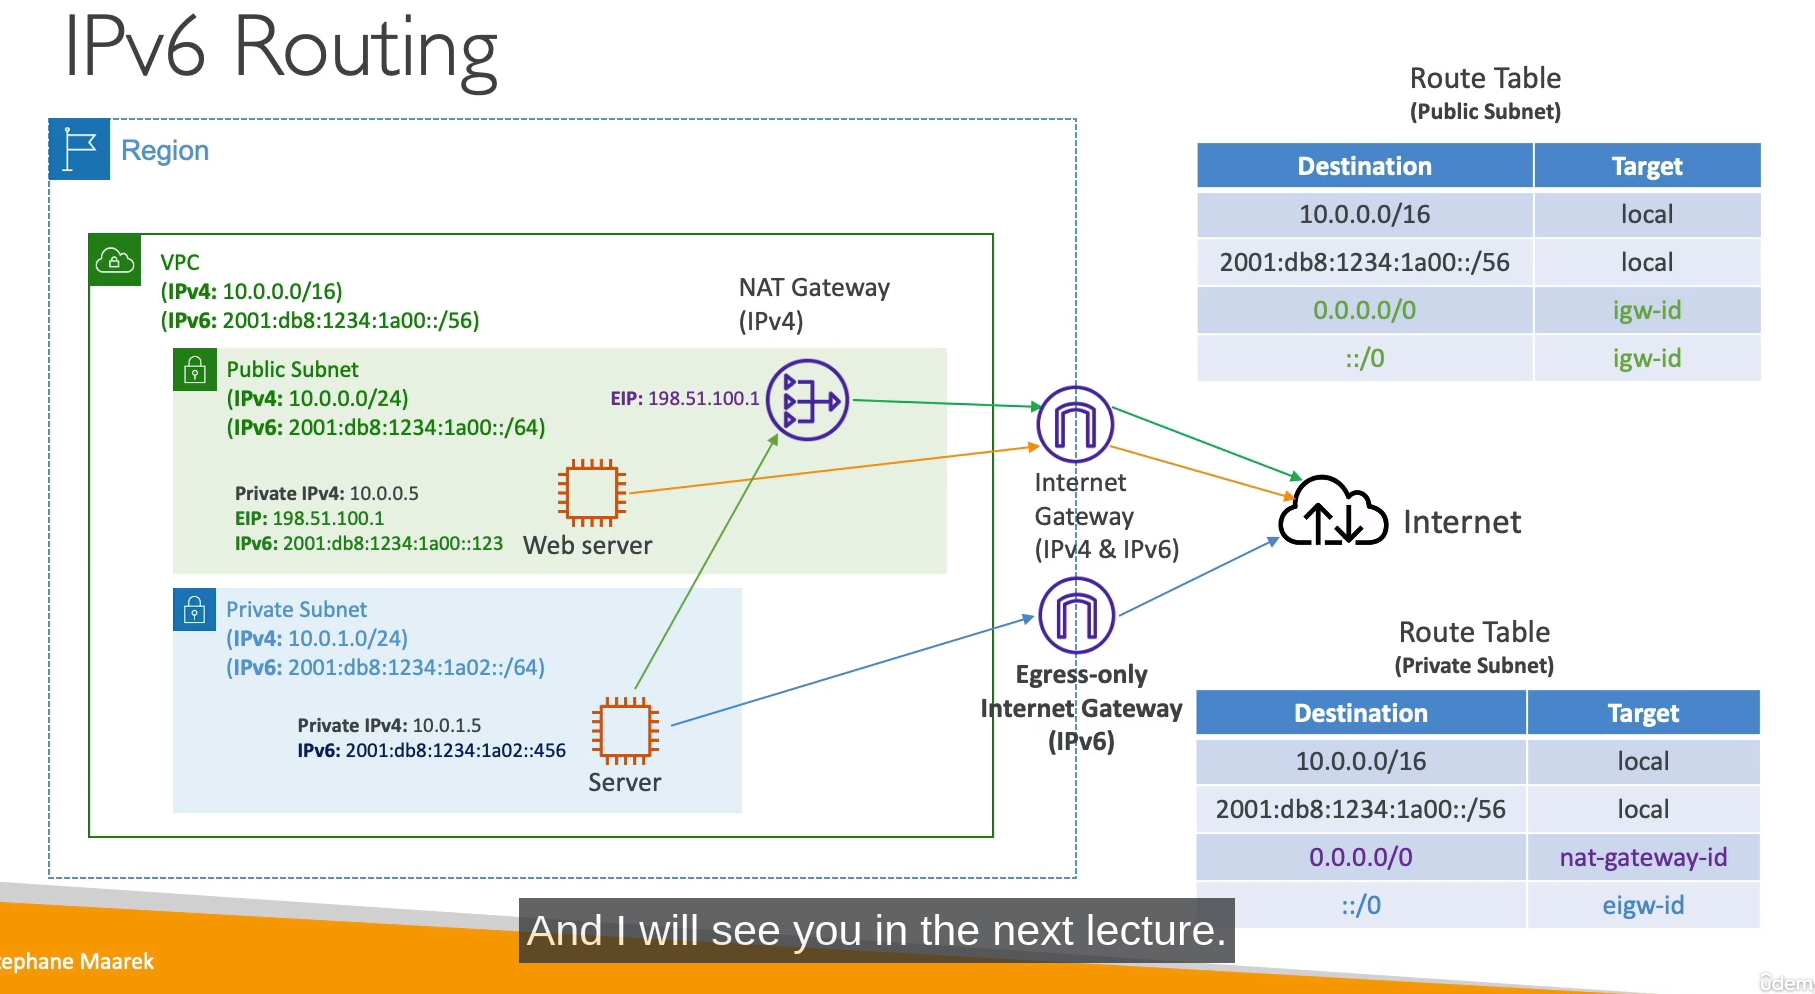 IPv6 Routing
Region
VPC
(IPv4: 10.0.0.0/16)
(IPv6: 2001:db8:1234:1a00::/56)
NAT Gateway
(IPv4)
Public Subnet
(IPv4: 10.0.0.0/24)
(IPv6: 2001:db8:1234:1a00::/64)
EIP: 198.51.100.1
Private IPv4: 10.0.0.5
EIP: 198.51.100.1
IPv6: 2001:db8:1234:1a00::123
Web server
Private Subnet
(IPv4: 10.0.1.0/24)
(IPv6: 2001:db8:1234:1a02::/64)
Private IPv4: 10.0.1.5
IPv6: 2001:db8:1234:1a02::456
Server
Internet
Gateway
(IPv4 & IPv6)
Egress-only
Internet Gateway
(IPv6)
Internet
Route Table
(Public Subnet)
Destination Target
10.0.0.0/16 local
2001:db8:1234:1a00::/56 local
0.0.0.0/0 igw-id
::/0 igw-id
Route Table
(Private Subnet)
Destination Target
10.0.0.0/16 local
2001:db8:1234:1a00::/56 local
0.0.0.0/0 nat-gateway-id
::/0 eigw-id
And I will see you in the next lecture.
tephane Maarek
ûdem